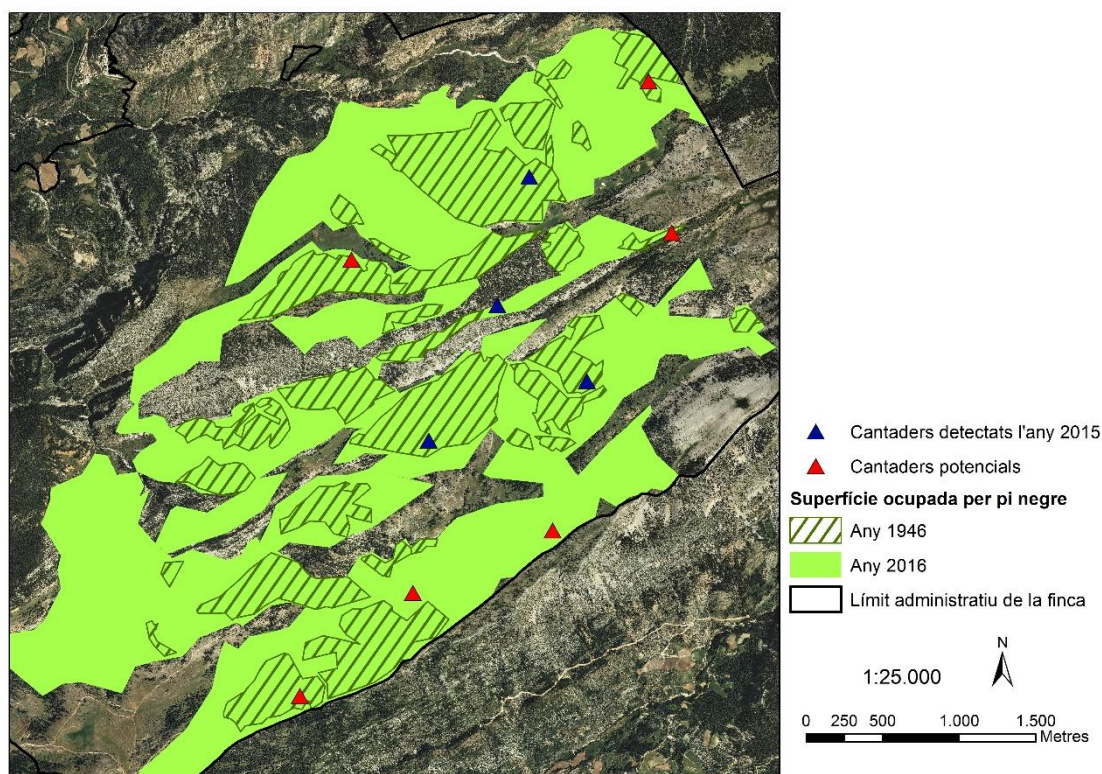 Cantaders detectats l'any 2015
Cantaders potencials
Superfície ocupada per pi negre
Any 1946
Any 2016
Límit administratiu de la finca
N
1:25.000
0 250 500 1.000 1.500
Metres